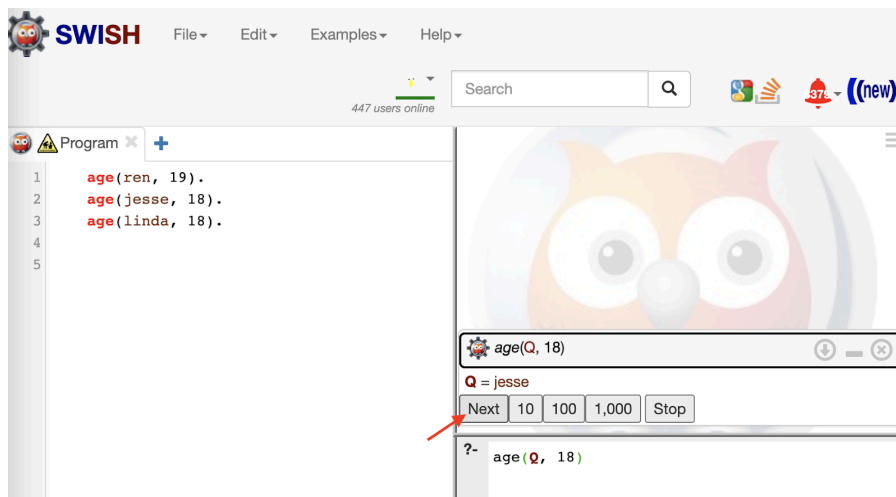 SWISH File Edit Examples Help
447 users online
Search
379 ((new)
Program
1 age(ren, 19).
2 age(jesse, 18).
3 age(linda, 18).
4
5
age(Q, 18)
Q = jesse
Next 10 100 1,000 Stop
?- age(Q, 18)